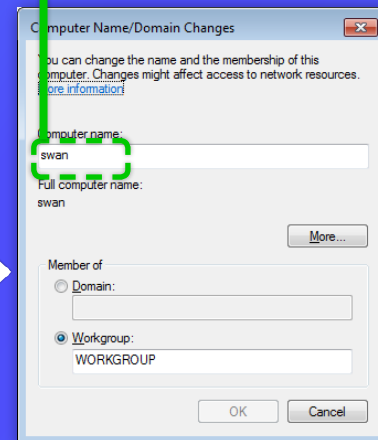 Computer Name/Domain Changes
You can change the name and the membership of this
computer. Changes might affect access to network resources.
More information
Computer name:
swan
Full computer name:
swan
More...
Member of
Domain:
Workgroup:
WORKGROUP
OK Cancel